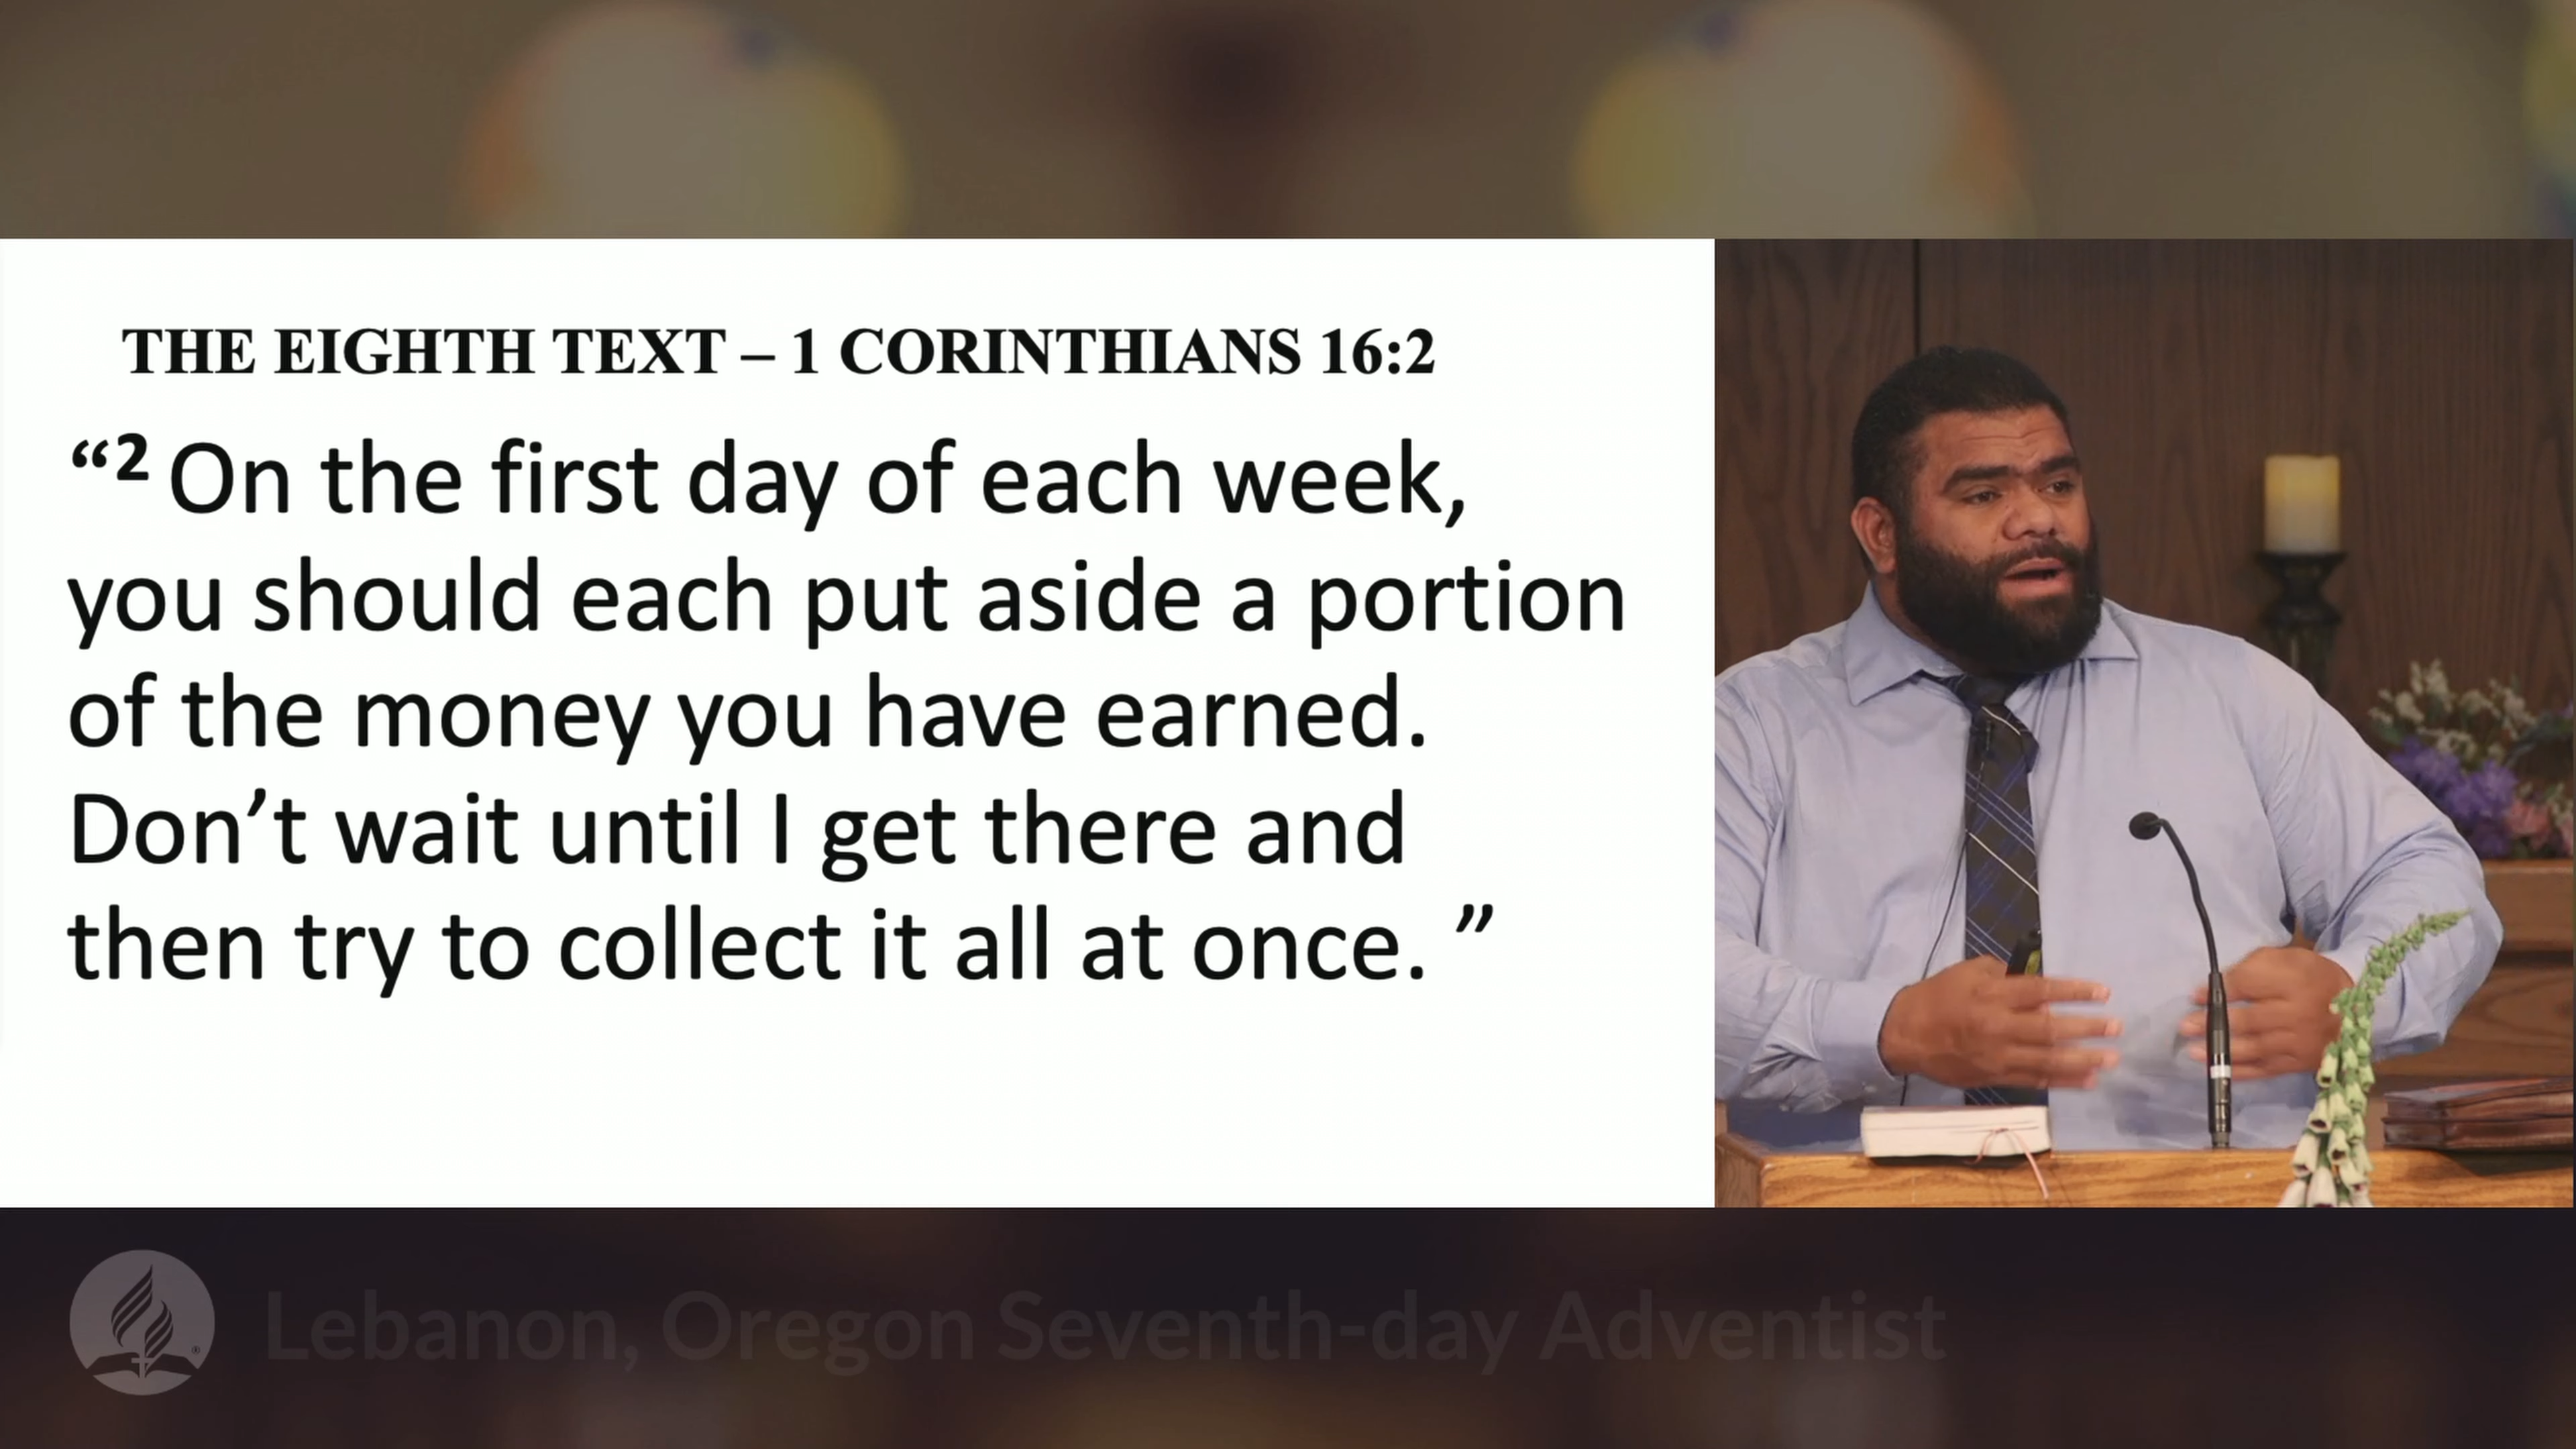 THE EIGHTH TEXT – 1 CORINTHIANS 16:2
“2 On the first day of each week,
you should each put aside a portion
of the money you have earned.
Don’t wait until I get there and
then try to collect it all at once. ”
Lebanon, Oregon Seventh-day Adventist